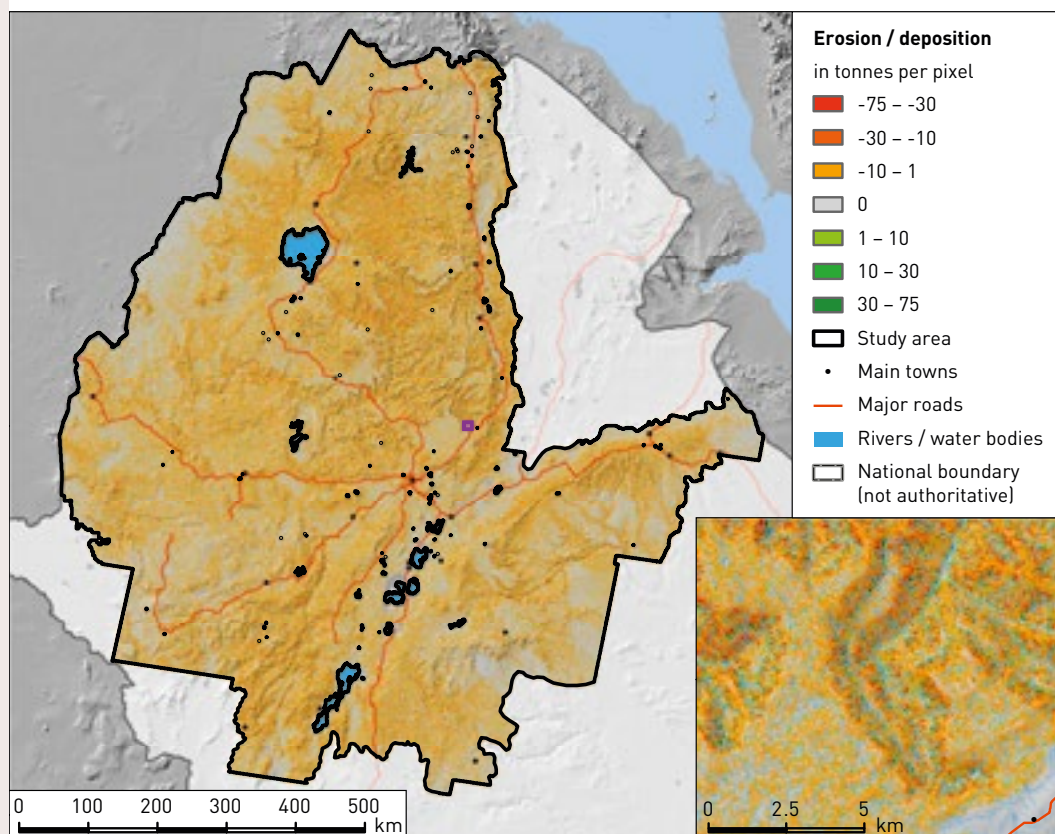 Erosion / deposition
in tonnes per pixel
-75 – -30
-30 – -10
-10 – 1
0
1 – 10
10 – 30
30 – 75
Study area
Main towns
Major roads
Rivers / water bodies
National boundary
(not authoritative)
0 100 200 300 400 500
km
0 2.5 5
km